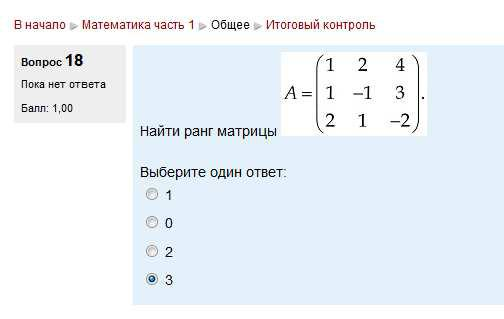 В начало ► Математика часть 1 ► Общее ► Итоговый контроль
Вопрос 18
Пока нет ответа
Балл: 1,00
1 2 4
A = 1 –1 3 .
2 1 –2
Найти ранг матрицы
Выберите один ответ:
1
0
2
3